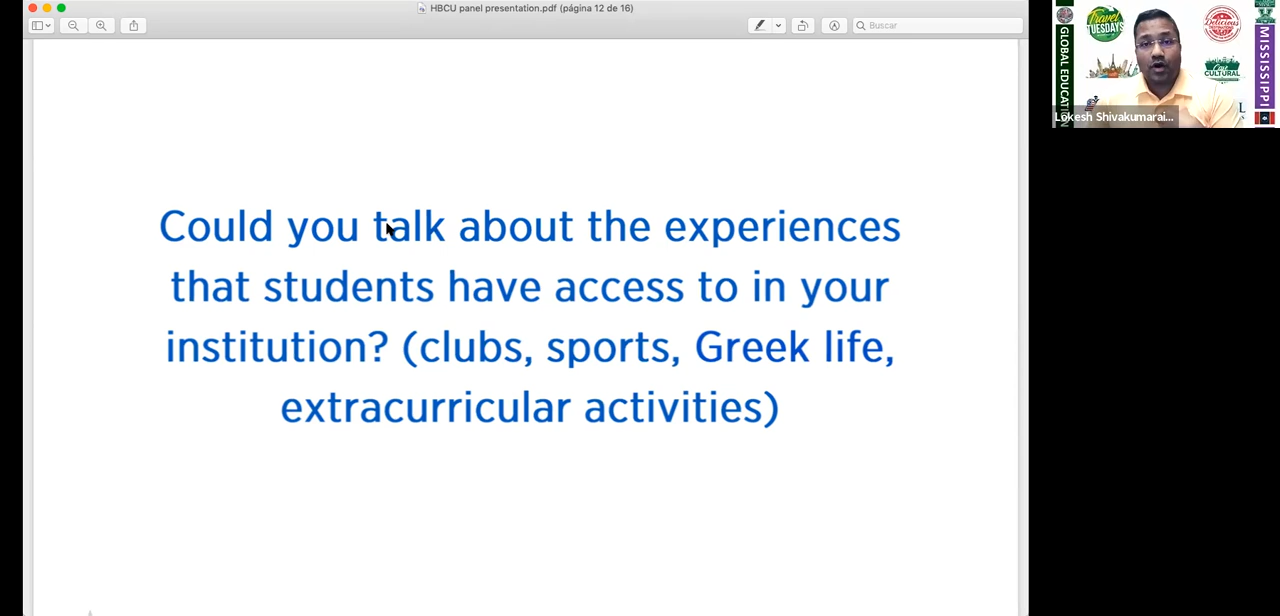 HBCU panel presentation.pdf (página 12 de 16)
Buscar
Could you talk about the experiences
that students have access to in your
institution? (clubs, sports, Greek life,
extracurricular activities)
GLOBAL EDUCATION
Travel
TUESDAYS
Delicious
CULTURAL
MISSISSIPPI
Lokesh Shivakumarai...